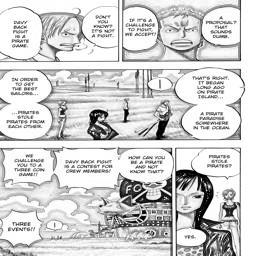 A
PROPOSAL?
THAT
SOUNDS
DUMB.
IF IT'S A
CHALLENGE
TO FIGHT,
WE ACCEPT!
DON'T
YOU
KNOW?
IT'S NOT
A FIGHT.
DAVY
BACK IS
A PIRATE
GAME.
THAT'S RIGHT.
IT BEGAN
LONG AGO
ON PIRATE
ISLAND...
A PIRATE
PARADISE
SOMEWHERE
IN THE OCEAN.
IN ORDER
TO GET
THE BEST
SAILORS...
...PIRATES
STOLE
PIRATES FROM
EACH OTHER.
PIRATES
STOLE
PIRATES?
YES.
HOW CAN YOU
BE A PIRATE
AND NOT
KNOW THAT?
DAVY BACK FIGHT
IS A CONTEST FOR
CREW MEMBERS!
WE
CHALLENGE
YOU TO A
THREE COIN
GAME!
THREE
EVENTS!!